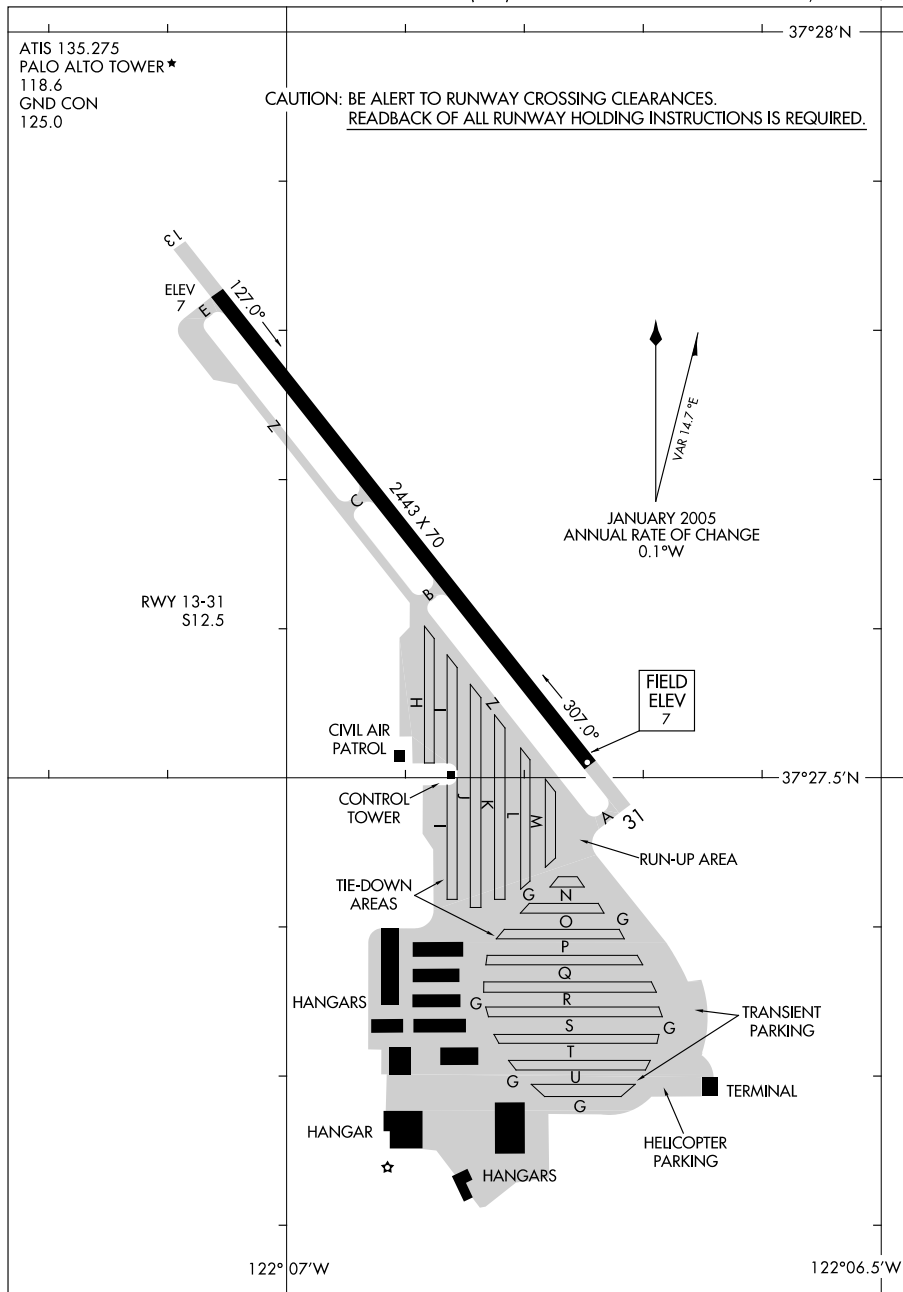 37°28'N
ATIS 135.275
PALO ALTO TOWER★
118.6
GND CON
125.0
CAUTION: BE ALERT TO RUNWAY CROSSING CLEARANCES.
READBACK OF ALL RUNWAY HOLDING INSTRUCTIONS IS REQUIRED.
13
ELEV
7
E
127.0°
VAR 14.7°E
Z
C
2443 X 70
JANUARY 2005
ANNUAL RATE OF CHANGE
0.1°W
RWY 13-31
S12.5
B
H
I
Z
307.0°
FIELD
ELEV
7
CIVIL AIR
PATROL
37°27.5'N
CONTROL
TOWER
I
J
K
L
M
A
31
RUN-UP AREA
TIE-DOWN
AREAS
G
N
O
G
P
Q
HANGARS
G
R
S
G
TRANSIENT
PARKING
T
G
U
G
TERMINAL
HANGAR
HELICOPTER
PARKING
HANGARS
122°07'W
122°06.5'W